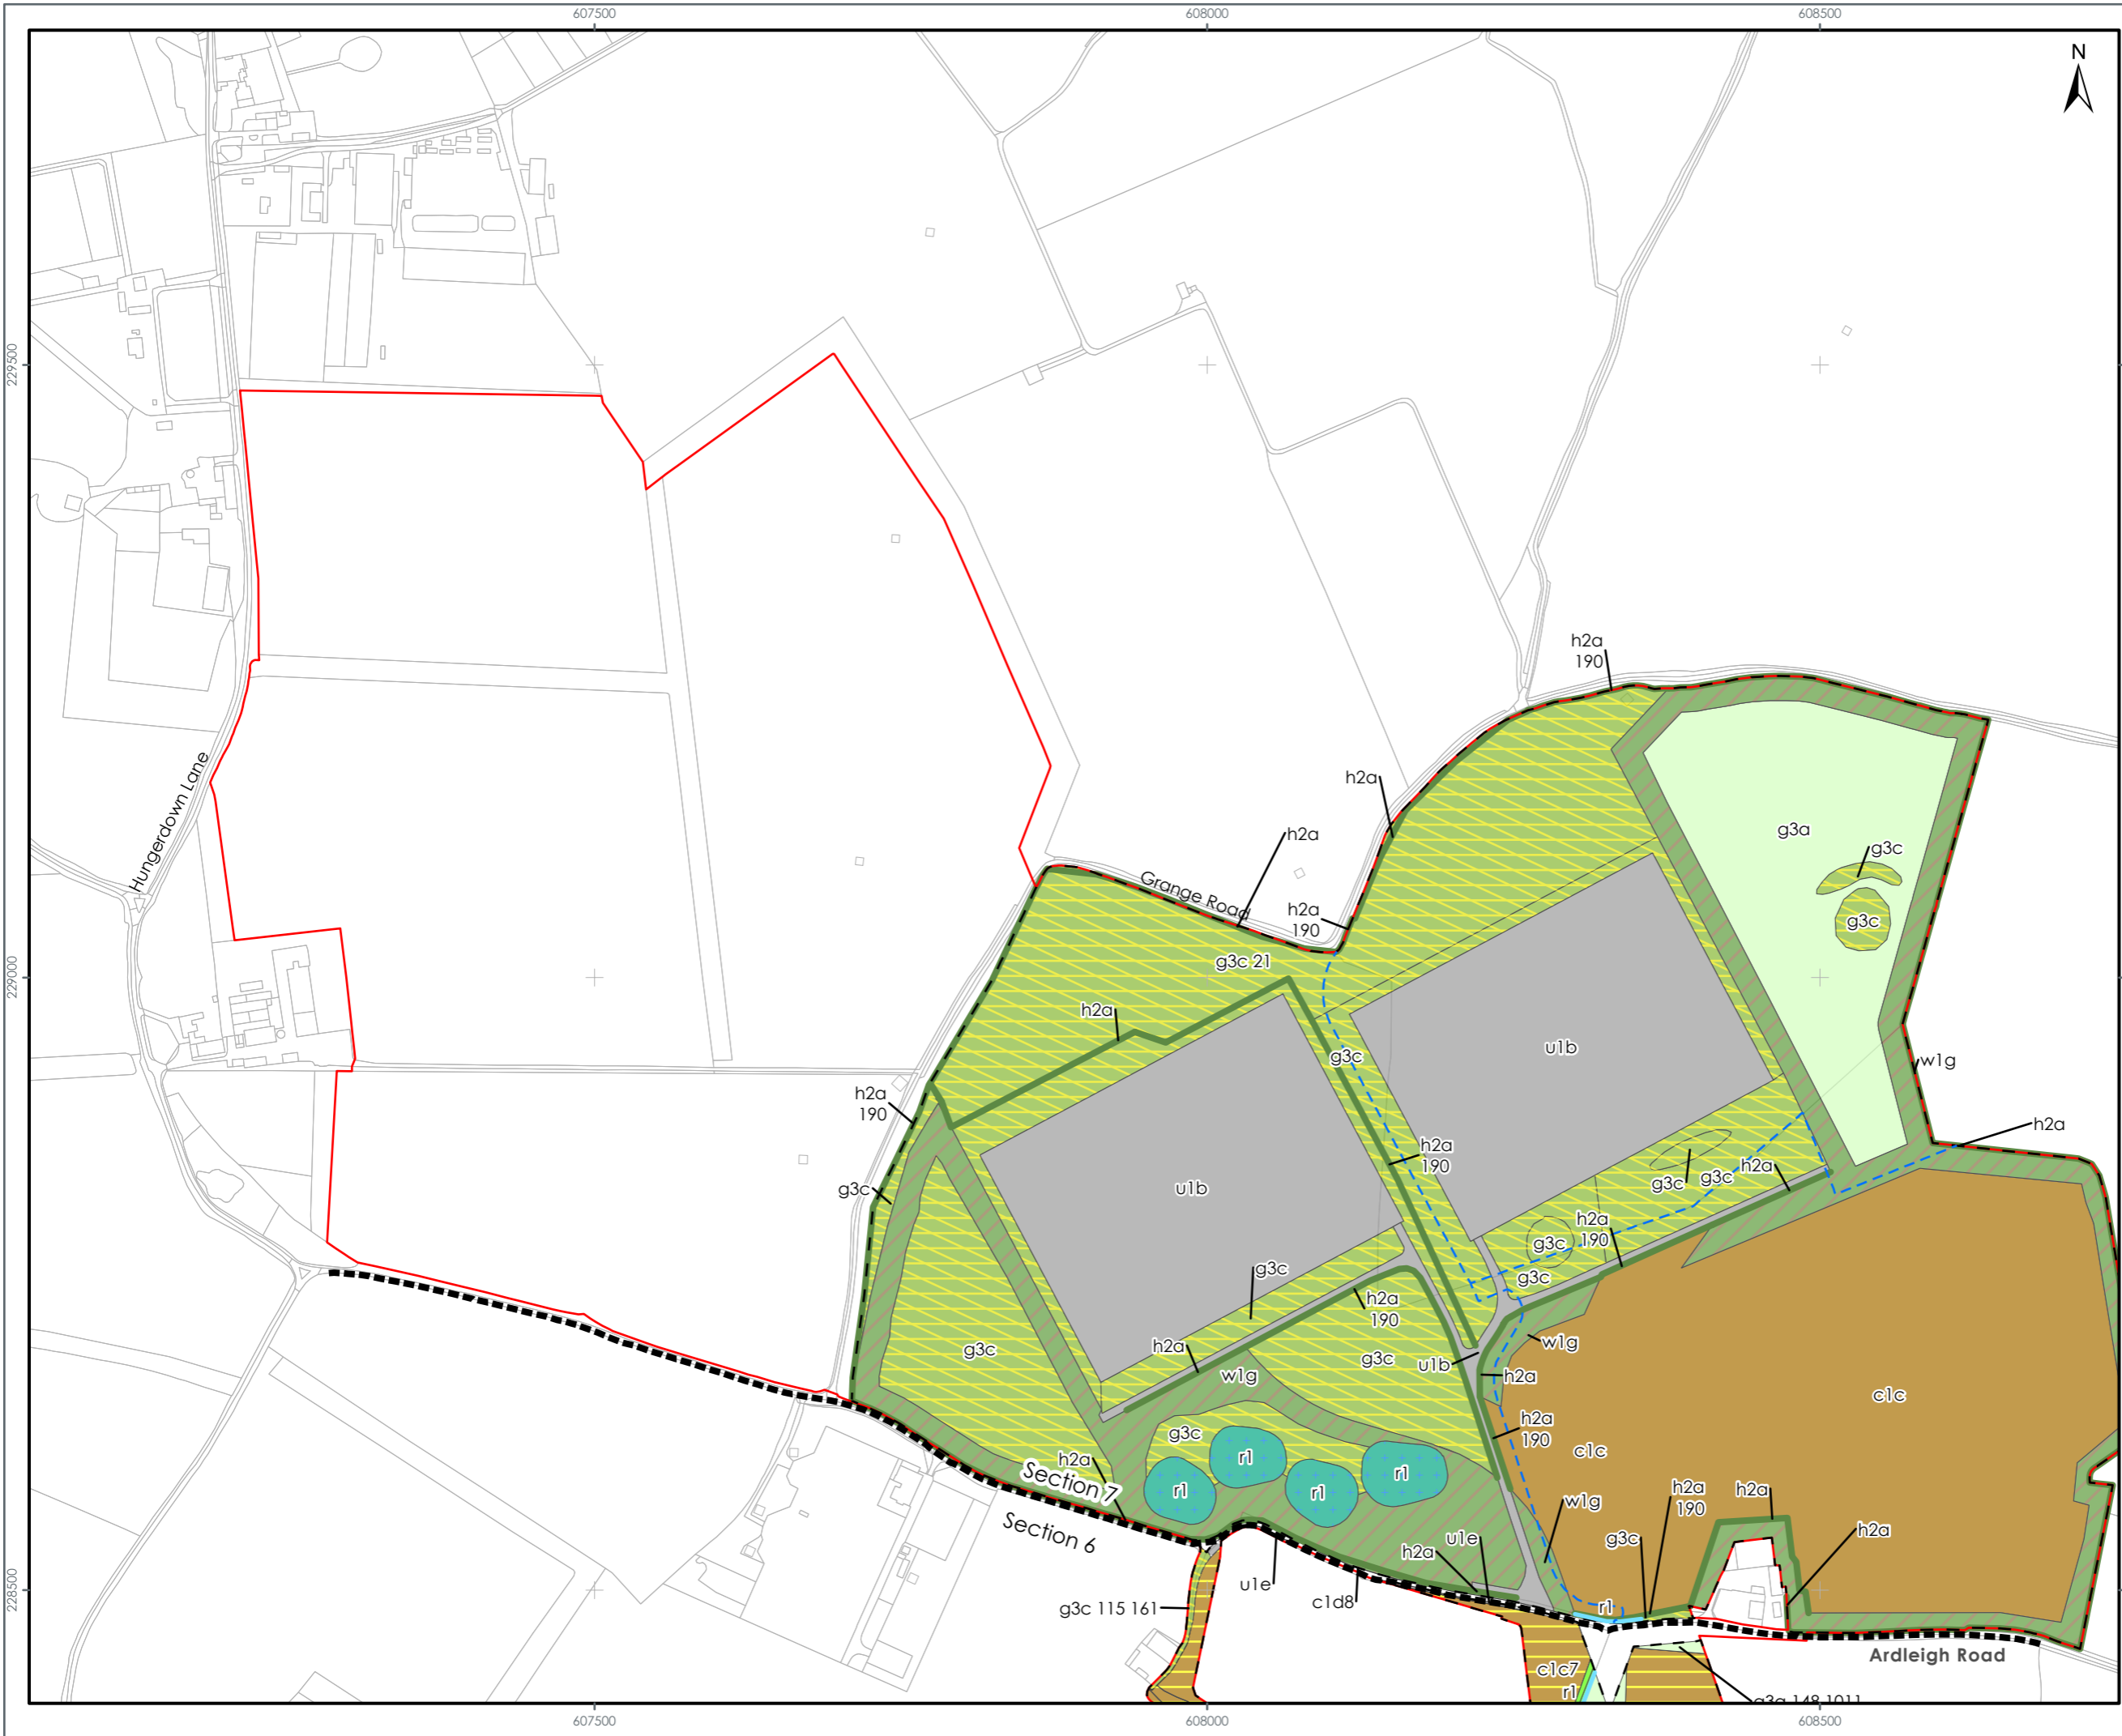 607500
608000
608500
N
229500
229000
228500
Hungerdown Lane
h2a
190
h2a
h2a
Grange Road
h2a
190
g3a
g3c
g3c
g3c 21
h2a
g3c
u1b
w1g
h2a
190
h2a
g3c
h2a
190
u1b
h2a
g3c
g3c
h2a
190
g3c
g3c
g3c
h2a
190
h2a
w1g
g3c
g3c
u1b
w1g
h2a
c1c
g3c
h2a
190
c1c
r1
r1
r1
r1
h2a
Section 7
Section 6
h2a
190
h2a
w1g
g3c
u1e
h2a
h2a
u1e
c1d8
g3c 115 161
r1
Ardleigh Road
c1c7
r1
g3a 148 1011
607500
608000
608500